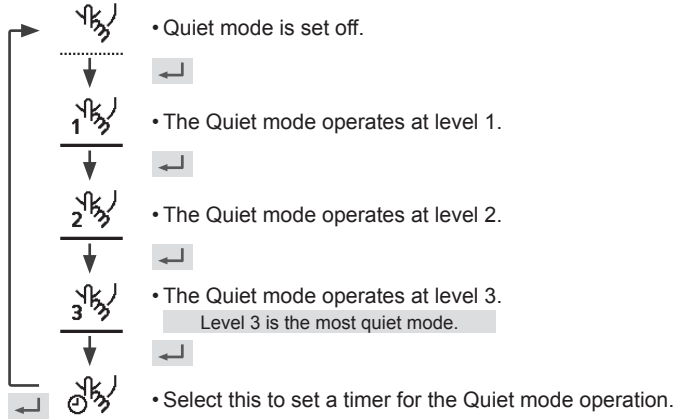 • Quiet mode is set off.
1
• The Quiet mode operates at level 1.
2
• The Quiet mode operates at level 2.
3
• The Quiet mode operates at level 3.
Level 3 is the most quiet mode.
• Select this to set a timer for the Quiet mode operation.